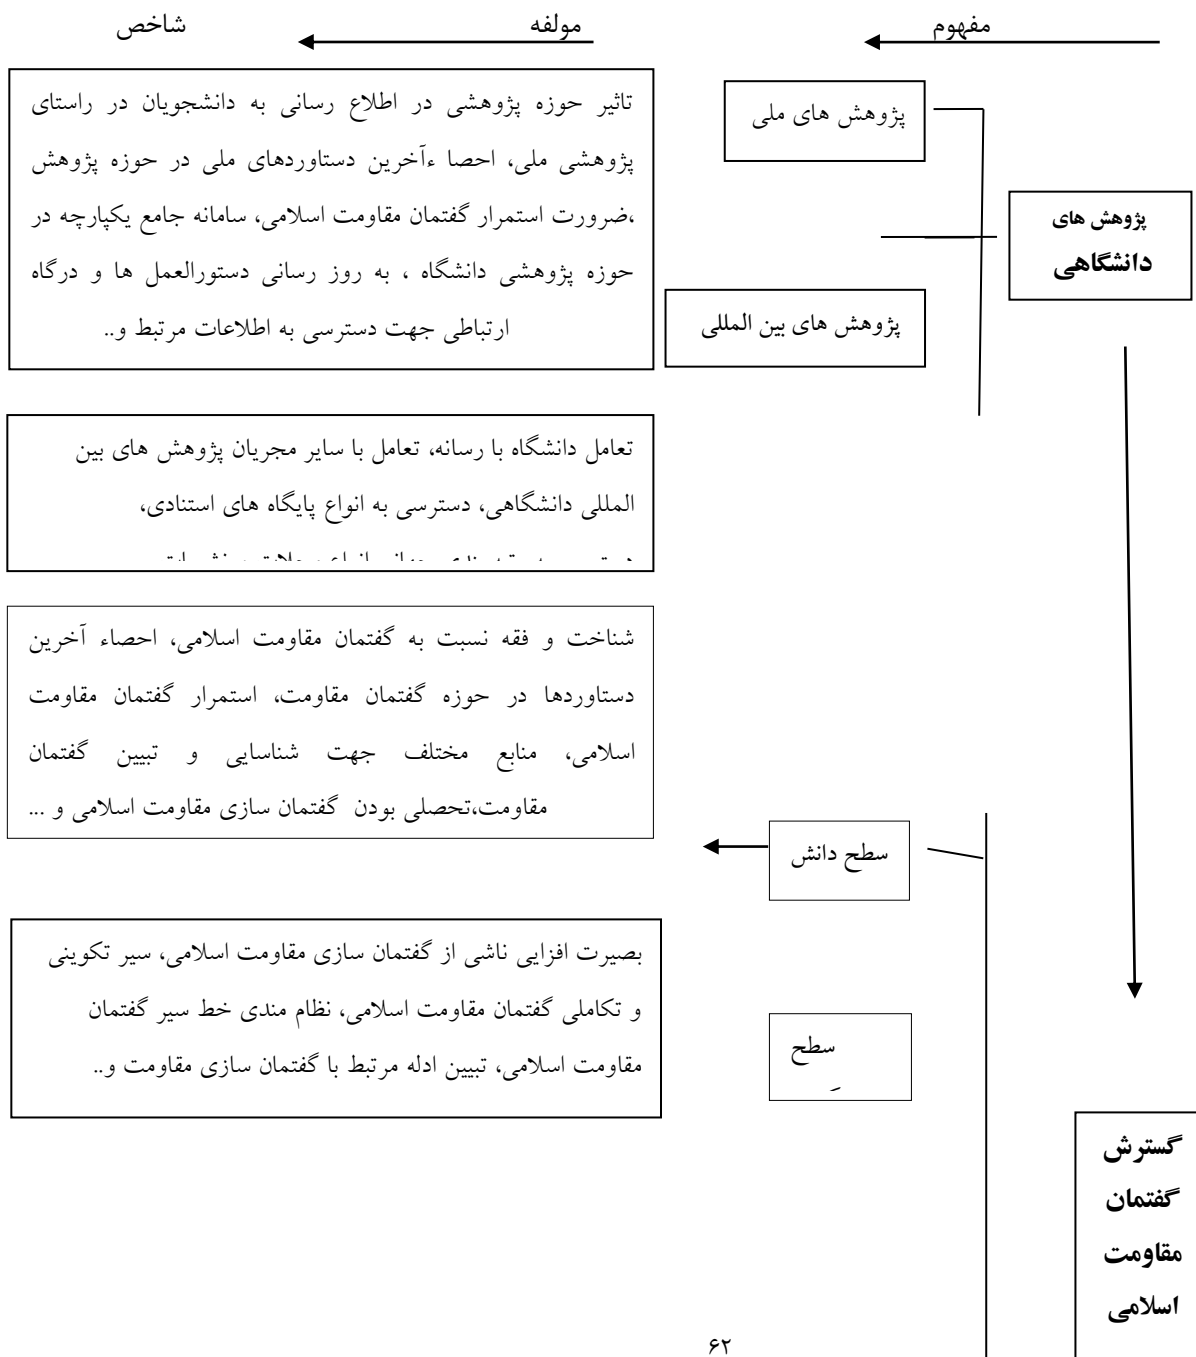 مفهوم
مولفه
شاخص
پژوهش های
دانشگاهی
پژوهش های ملی
تاثیر حوزه پژوهشی در اطلاع رسانی به دانشجویان در راستای
پژوهشی ملی، احصا ءآخرین دستاوردهای ملی در حوزه پژوهش
،ضرورت استمرار گفتمان مقاومت اسلامی، سامانه جامع یکپارچه در
حوزه پژوهشی دانشگاه ، به روز رسانی دستورالعمل ها و درگاه
ارتباطی جهت دسترسی به اطلاعات مرتبط و..
پژوهش های بین المللی
تعامل دانشگاه با رسانه، تعامل با سایر مجریان پژوهش های بین
المللی دانشگاهی، دسترسی به انواع پایگاه های استنادی،
شناخت و فقه نسبت به گفتمان مقاومت اسلامی، احصاء آخرین
دستاوردها در حوزه گفتمان مقاومت، استمرار گفتمان مقاومت
اسلامی، منابع مختلف جهت شناسایی و تبیین گفتمان
مقاومت،تحصلی بودن گفتمان سازی مقاومت اسلامی و ...
سطح دانش
بصیرت افزایی ناشی از گفتمان سازی مقاومت اسلامی، سیر تکوینی
و تکاملی گفتمان مقاومت اسلامی، نظام مندی خط سیر گفتمان
مقاومت اسلامی، تبیین ادله مرتبط با گفتمان سازی مقاومت و..
سطح
گسترش
گفتمان
مقاومت
اسلامی
۶۲